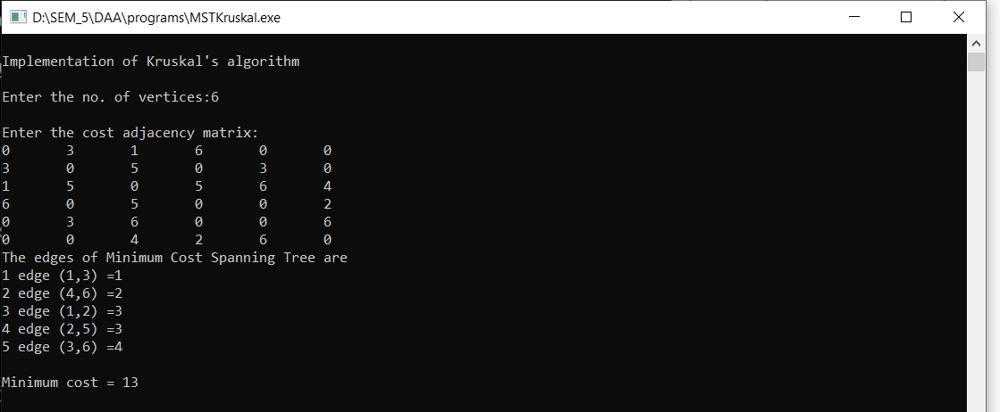 D:\SEM_5\DAA\programs\MSTKruskal.exe
Implementation of Kruskal's algorithm
Enter the no. of vertices:6
Enter the cost adjacency matrix:
0 3 1 6 0 0
3 0 5 0 3 0
1 5 0 5 6 4
6 0 5 0 0 2
0 3 6 0 0 6
0 0 4 2 6 0
The edges of Minimum Cost Spanning Tree are
1 edge (1,3) =1
2 edge (4,6) =2
3 edge (1,2) =3
4 edge (2,5) =3
5 edge (3,6) =4
Minimum cost = 13